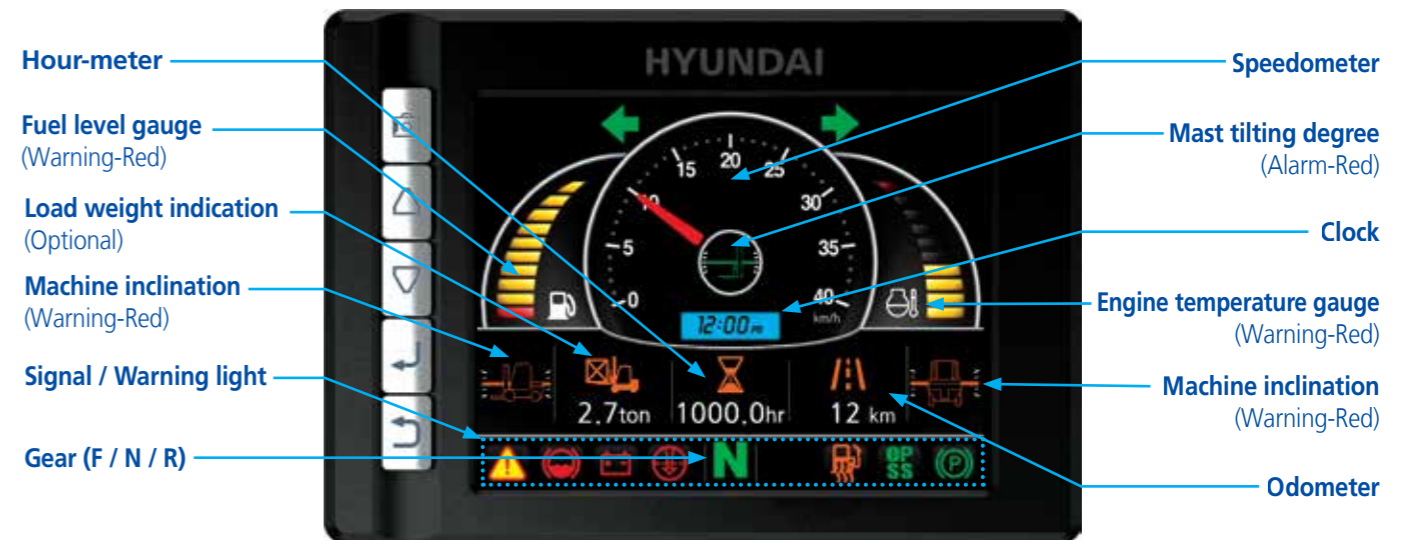 Hour-meter
Fuel level gauge
(Warning-Red)
Load weight indication
(Optional)
Machine inclination
(Warning-Red)
Signal / Warning light
Gear (F / N / R)
HYUNDAI
0
5
10
15
20
25
30
35
40
km/h
12:00 PM
2.7ton
1000.0hr
12 km
N
OP
SS
P
Speedometer
Mast tilting degree
(Alarm-Red)
Clock
Engine temperature gauge
(Warning-Red)
Machine inclination
(Warning-Red)
Odometer